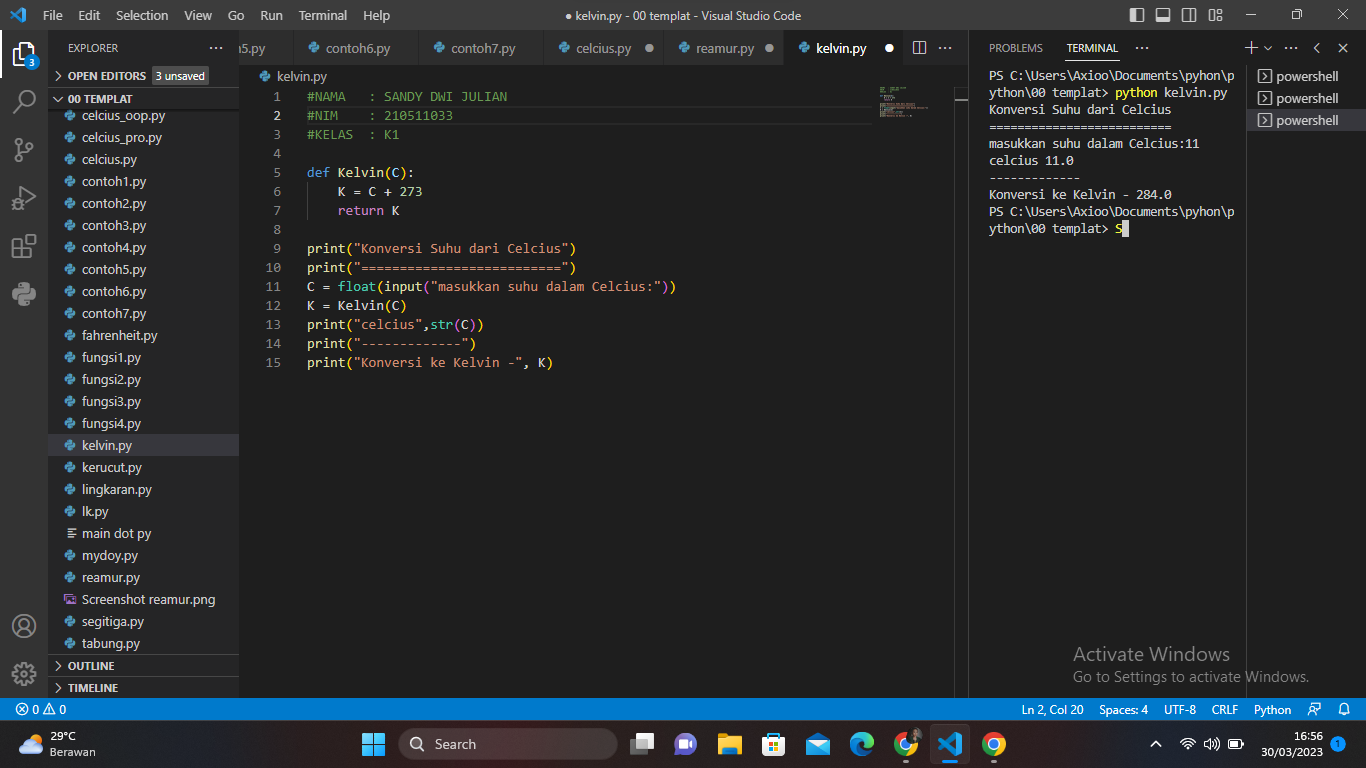 File Edit Selection View Go Run Terminal Help
● kelvin.py - 00 templat - Visual Studio Code
EXPLORER
OPEN EDITORS 3 unsaved
00 TEMPLAT
celcius_oop.py
celcius_pro.py
celcius.py
contoh1.py
contoh2.py
contoh3.py
contoh4.py
contoh5.py
contoh6.py
contoh7.py
fahrenheit.py
fungsi1.py
fungsi2.py
fungsi3.py
fungsi4.py
kelvin.py
kerucut.py
lingkaran.py
lk.py
main dot py
mydoy.py
reamur.py
Screenshot reamur.png
segitiga.py
tabung.py
OUTLINE
TIMELINE
3
h5.py contoh6.py contoh7.py celcius.py reamur.py kelvin.py
kelvin.py
1 #NAMA   : SANDY DWI JULIAN
2 #NIM    : 210511033
3 #KELAS  : K1
4
5 def Kelvin(C):
6     K = C + 273
7     return K
8
9 print("Konversi Suhu dari Celcius")
10 print("==========================")
11 C = float(input("masukkan suhu dalam Celcius:"))
12 K = Kelvin(C)
13 print("celcius",str(C))
14 print("-------------")
15 print("Konversi ke Kelvin -", K)
PROBLEMS TERMINAL
PS C:\Users\Axioo\Documents\pyhon\p
ython\00 templat> python kelvin.py
Konversi Suhu dari Celcius
==========================
masukkan suhu dalam Celcius:11
celcius 11.0
-------------
Konversi ke Kelvin - 284.0
PS C:\Users\Axioo\Documents\pyhon\p
ython\00 templat> S
powershell
powershell
powershell
Activate Windows
Go to Settings to activate Windows.
0 0
Ln 2, Col 20 Spaces: 4 UTF-8 CRLF Python
29°C
Berawan
Search
16:56
30/03/2023
1